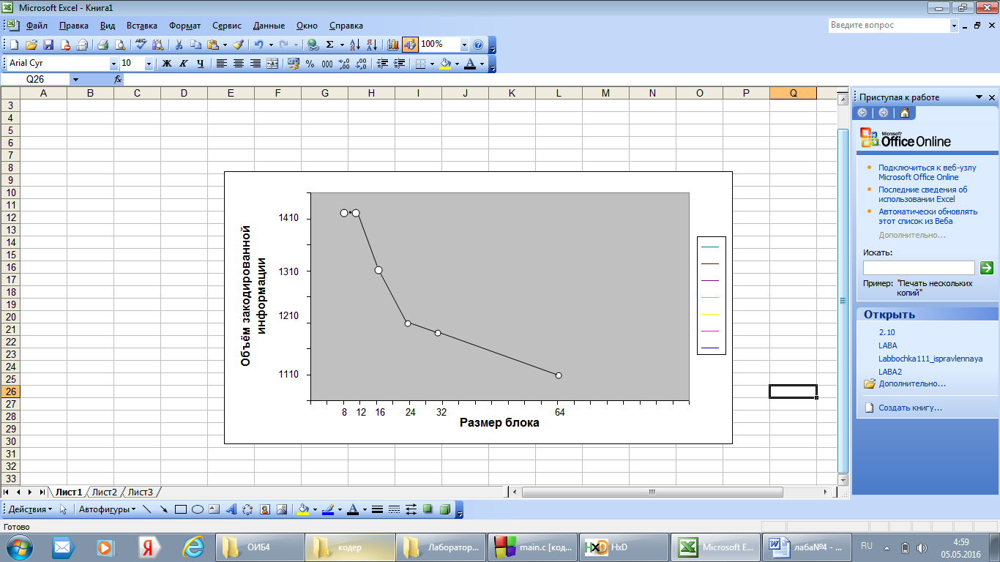 Microsoft Excel - Книга1
Файл Правка Вид Вставка Формат Сервис Данные Окно Справка Введите вопрос
100%
Arial Cyr 10 Ж К Ч
Q26 fx
A B C D E F G H I J K L M N O P Q
3
4
5
6
7
8
9
10
11
12
13
14
15
16
17
18
19
20
21
22
23
24
25
26
27
28
29
30
31
32
33
Объём закодированной
информации
1410
1310
1210
1110
8 12 16 24 32 64
Размер блока
Приступая к работе
Microsoft
Office Online
Подключиться к веб-узлу
Microsoft Office Online
Последние сведения об
использовании Excel
Автоматически обновлять
этот список из Веба
Дополнительно...
Искать:
Пример: "Печать нескольких
копий"
Открыть
2.10
LABA
Labbochka111_ispravlennaya
LABA2
Дополнительно...
Создать книгу...
Лист1 Лист2 Лист3
Действия Автофигуры
Готово
ОИБ4 кодер Лаборатор... main.c [код... HxD Microsoft E... лаба№4 - ... RU 4:59
05.05.2016